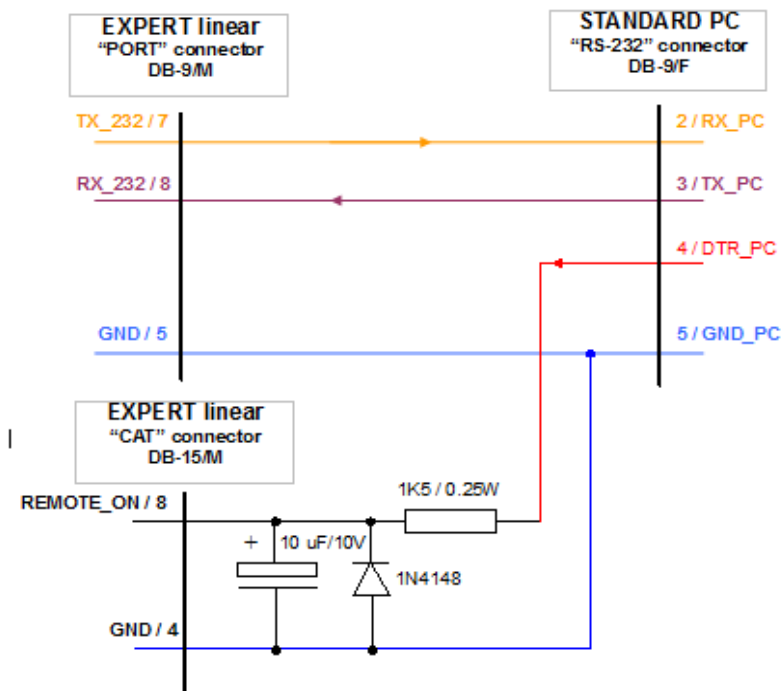 EXPERT linear
“PORT” connector
DB-9/M
STANDARD PC
“RS-232” connector
DB-9/F
TX_232 / 7
2 / RX_PC
RX_232 / 8
3 / TX_PC
4 / DTR_PC
GND / 5
5 / GND_PC
EXPERT linear
“CAT” connector
DB-15/M
REMOTE_ON / 8
1K5 / 0.25W
+ 10 uF/10V
1N4148
GND / 4